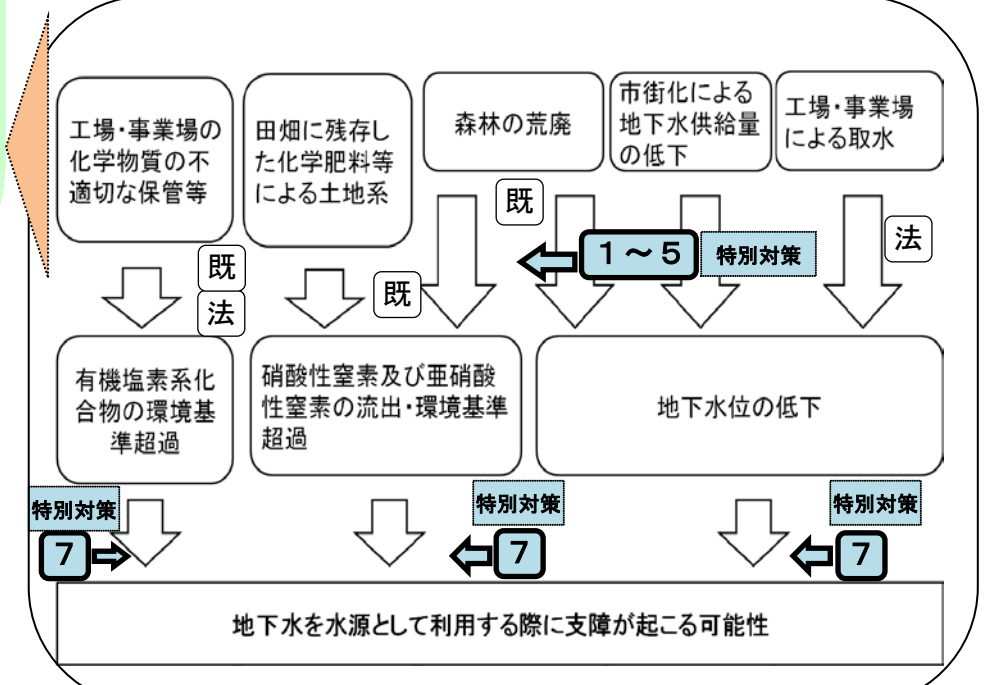 工場・事業場の
化学物質の不
適切な保管等
田畑に残存し
た化学肥料等
による土地系
森林の荒廃
市街化による
地下水供給量
の低下
工場・事業場
による取水
既
法
既
既
１～５
特別対策
法
有機塩素系化
合物の環境基
準超過
硝酸性窒素及び亜硝酸
性窒素の流出・環境基準
超過
地下水位の低下
特別対策
７
特別対策
７
特別対策
７
地下水を水源として利用する際に支障が起こる可能性